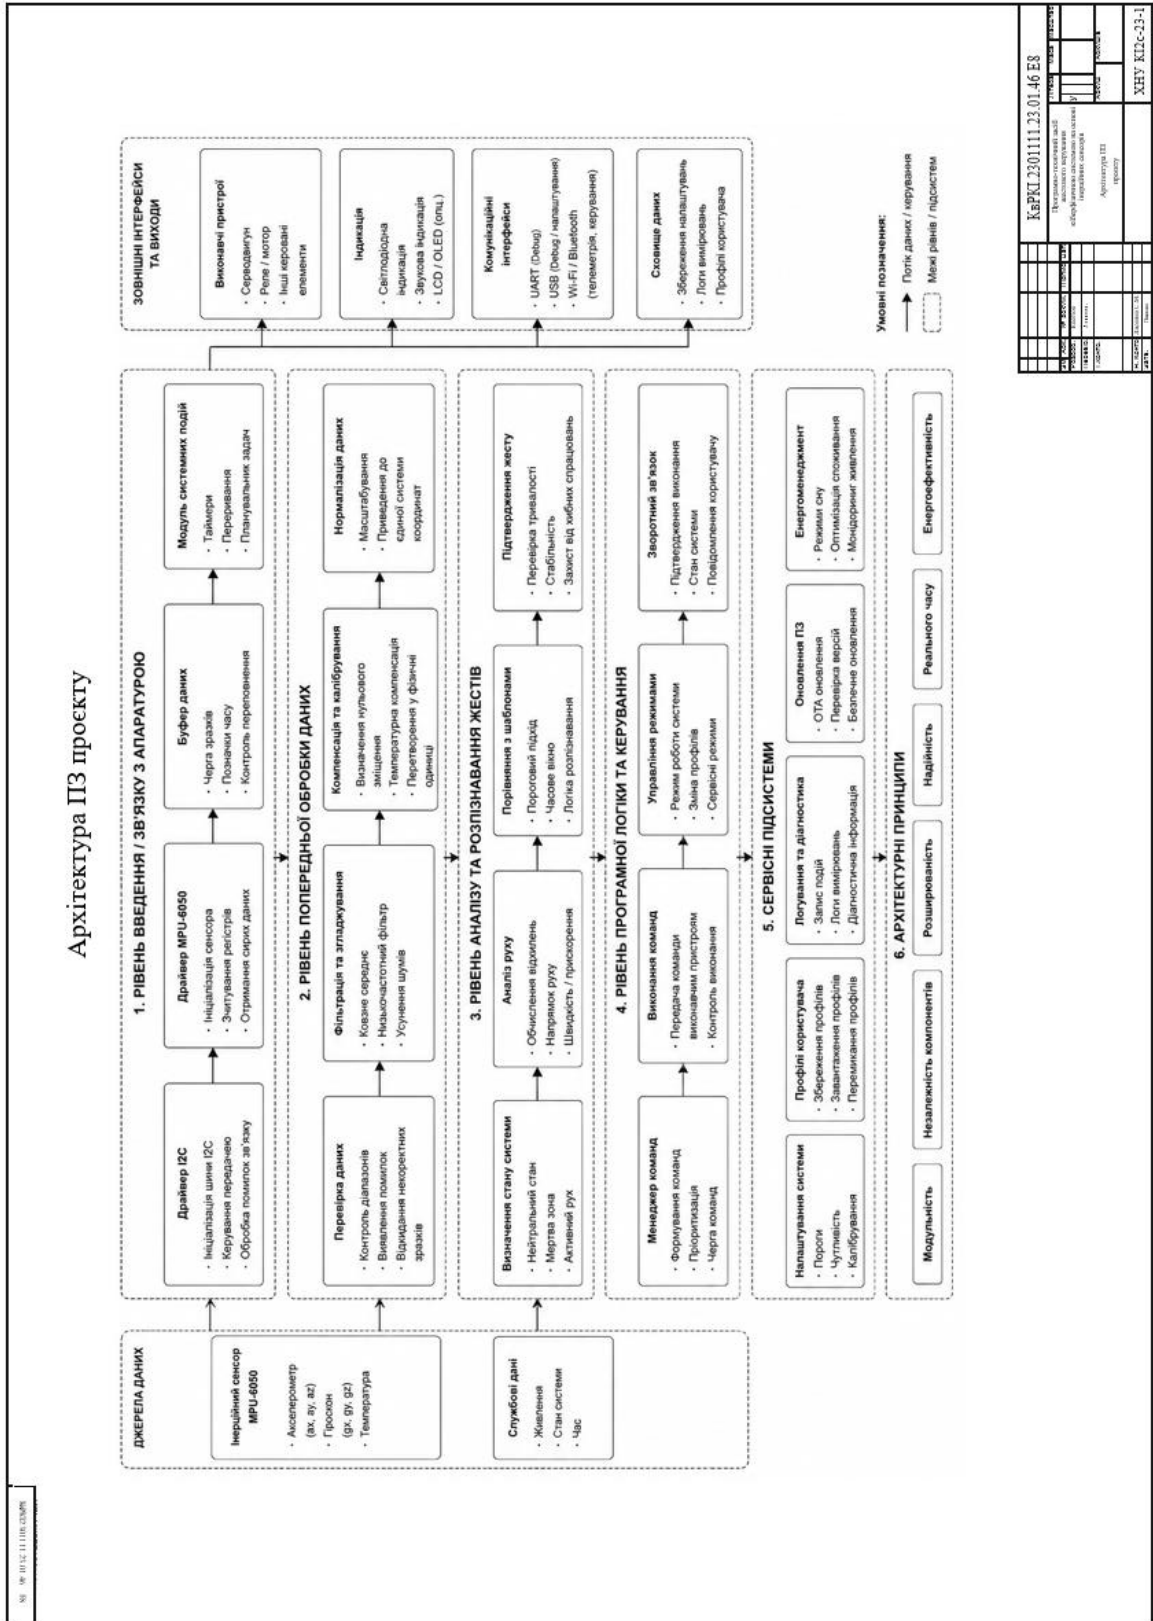 Архітектура ПЗ проєкту
ДЖЕРЕЛА ДАНИХ
Інерційний сенсор
MPU-6050
· Акселерометр
(ax, ay, az)
· Гіроскоп
(gx, gy, gz)
· Температура
Службові дані
· Живлення
· Стан системи
· Час
1. РІВЕНЬ ВВЕДЕННЯ / ЗВ'ЯЗКУ З АПАРАТУРОЮ
Драйвер I2C
· Ініціалізація шини I2C
· Керування передачею
· Обробка помилок зв'язку
Драйвер MPU-6050
· Ініціалізація сенсора
· Зчитування регістрів
· Отримання сирих даних
Буфер даних
· Черга зразків
· Позначки часу
· Контроль переповнення
Модуль системних подій
· Таймери
· Переривання
· Планувальник задач
2. РІВЕНЬ ПОПЕРЕДНЬОЇ ОБРОБКИ ДАНИХ
Перевірка даних
· Контроль діапазонів
· Виявлення помилок
· Відкидання некоректних
зразків
Фільтрація та згладжування
· Ковзне середнє
· Низькочастотний фільтр
· Усунення шумів
Компенсація та калібрування
· Визначення нульового
зміщення
· Температурна компенсація
· Перетворення у фізичні
одиниці
Нормалізація даних
· Масштабування
· Приведення до
єдиної системи
координат
3. РІВЕНЬ АНАЛІЗУ ТА РОЗПІЗНАВАННЯ ЖЕСТІВ
Визначення стану системи
· Нейтральний стан
· Мертва зона
· Активний рух
Аналіз руху
· Обчислення відхилень
· Напрямок руху
· Швидкість / прискорення
Порівняння з шаблонами
· Пороговий підхід
· Часове вікно
· Логіка розпізнавання
Підтвердження жесту
· Перевірка тривалості
· Стабільність
· Захист від хибних спрацювань
4. РІВЕНЬ ПРОГРАМНОЇ ЛОГІКИ ТА КЕРУВАННЯ
Менеджер команд
· Формування команд
· Пріоритизація
· Черга команд
Виконання команд
· Передача команди
виконавчим пристроям
· Контроль виконання
Управління режимами
· Режим роботи системи
· Зміна профілів
· Сервісні режими
Зворотний зв'язок
· Підтвердження виконання
· Стан системи
· Повідомлення користувачу
5. СЕРВІСНІ ПІДСИСТЕМИ
Налаштування системи
· Пороги
· Чутливість
· Калібрування
Профілі користувача
· Збереження профілів
· Завантаження профілів
· Перемикання профілів
Логування та діагностика
· Запис подій
· Логи вимірювань
· Діагностична інформація
Оновлення ПЗ
· OTA оновлення
· Перевірка версій
· Безпечне оновлення
Енергоменеджмент
· Режими сну
· Оптимізація споживання
· Монідориниг живлення
6. АРХІТЕКТУРНІ ПРИНЦИПИ
Модульність
Незалежність компонентів
Розширюваність
Надійність
Реального часу
Енергоефективність
ЗОВНІШНІ ІНТЕРФЕЙСИ
ТА ВИХОДИ
Виконавчі пристрої
· Серводвигун
· Реле / мотор
· Інші керовані
елементи
Індикація
· Світлодіодна
індикація
· Звукова індикація
· LCD / OLED (опц.)
Комунікаційні
інтерфейси
· UART (Debug)
· USB (Debug / налаштування)
· Wi-Fi / Bluetooth
(телеметрія, керування)
Сховище даних
· Збереження налаштувань
· Логи вимірювань
· Профілі користувача
Умовні позначення:
Потік даних / керування
Межі рівнів / підсистем
КвРКІ.2301111.23.01.46 Е8
Архітектура ПЗ
проєкту
ХНУ КІ2с-23-1